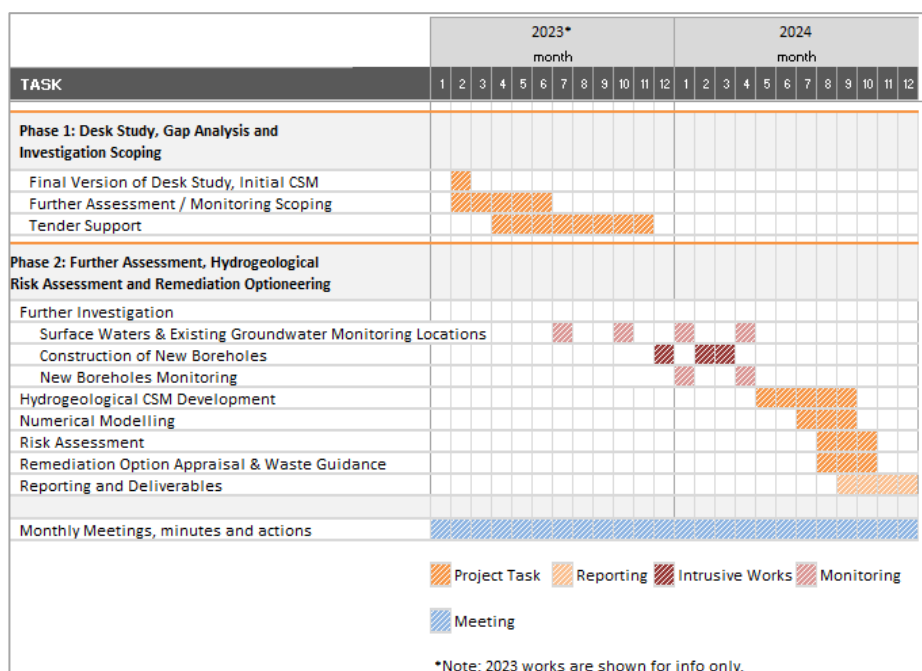 2023* 2024
month month
TASK 1 2 3 4 5 6 7 8 9 10 11 12 1 2 3 4 5 6 7 8 9 10 11 12
Phase 1: Desk Study, Gap Analysis and
Investigation Scoping
Final Version of Desk Study, Initial CSM
Further Assessment / Monitoring Scoping
Tender Support
Phase 2: Further Assessment, Hydrogeological
Risk Assessment and Remediation Optioneering
Further Investigation
Surface Waters & Existing Groundwater Monitoring Locations
Construction of New Boreholes
New Boreholes Monitoring
Hydrogeological CSM Development
Numerical Modelling
Risk Assessment
Remediation Option Appraisal & Waste Guidance
Reporting and Deliverables
Monthly Meetings, minutes and actions
Project Task Reporting Intrusive Works Monitoring
Meeting
*Note: 2023 works are shown for info only.